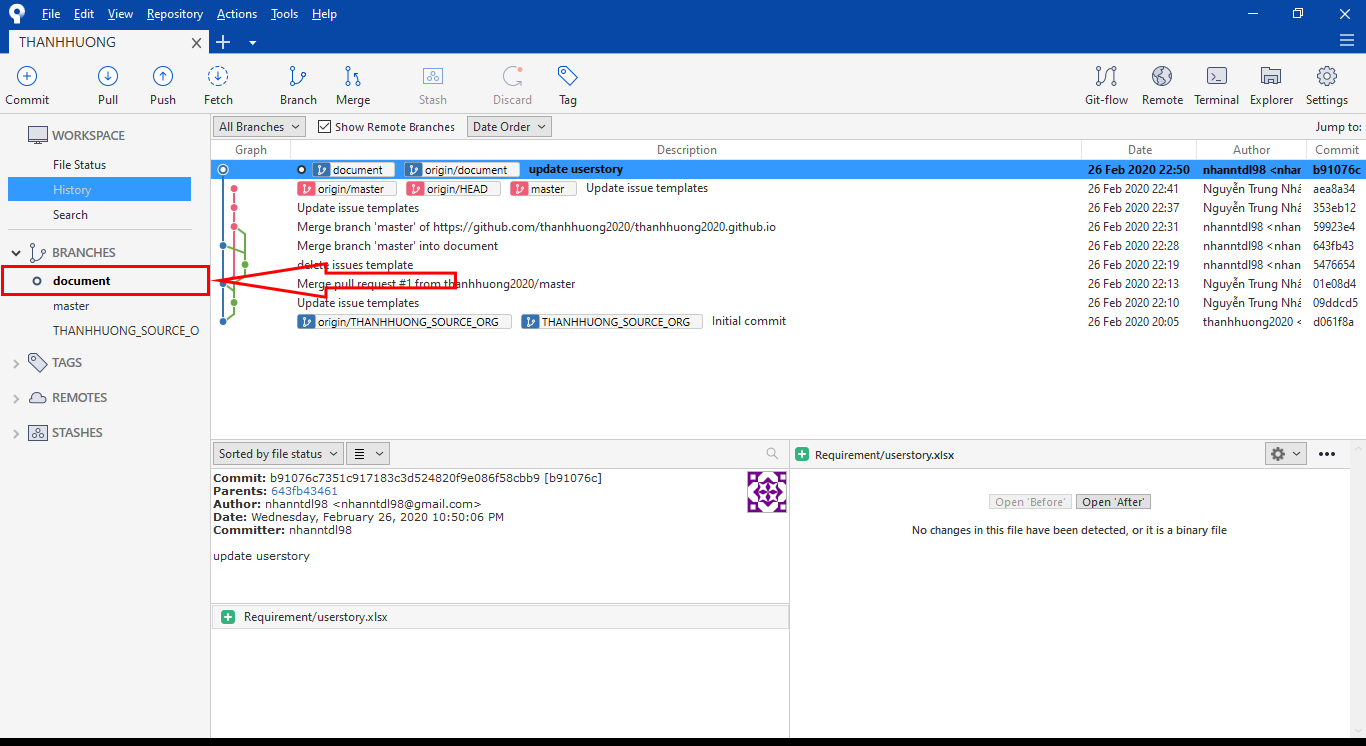 File Edit View Repository Actions Tools Help
THANHHUONG
Commit Pull Push Fetch Branch Merge Stash Discard Tag Git-flow Remote Terminal Explorer Settings
WORKSPACE
File Status
History
Search
BRANCHES
document
master
THANHHUONG_SOURCE_O
TAGS
REMOTES
STASHES
All Branches Show Remote Branches Date Order Jump to:
Graph Description Date Author Commit
document origin/document update userstory 26 Feb 2020 22:50 nhanntdl98 <nhan b91076c
origin/master origin/HEAD master Update issue templates 26 Feb 2020 22:41 Nguyễn Trung Nhâ aea8a34
Update issue templates 26 Feb 2020 22:37 Nguyễn Trung Nhâ 353eb12
Merge branch 'master' of https://github.com/thanhhuong2020/thanhhuong2020.github.io 26 Feb 2020 22:31 nhanntdl98 <nhan 59923e4
Merge branch 'master' into document 26 Feb 2020 22:28 nhanntdl98 <nhan 643fb43
delete issues template 26 Feb 2020 22:19 nhanntdl98 <nhan 5476654
Merge pull request #1 from thanhhuong2020/master 26 Feb 2020 22:13 Nguyễn Trung Nhâ 01e08d4
Update issue templates 26 Feb 2020 22:10 Nguyễn Trung Nhâ 09ddcd5
origin/THANHHUONG_SOURCE_ORG THANHHUONG_SOURCE_ORG Initial commit 26 Feb 2020 20:05 thanhhuong2020 < d061f8a
Sorted by file status
Commit: b91076c7351c917183c3d524820f9e086f58cbb9 [b91076c]
Parents: 643fb43461
Author: nhanntdl98 <nhanntdl98@gmail.com>
Date: Wednesday, February 26, 2020 10:50:06 PM
Committer: nhanntdl98
update userstory
Requirement/userstory.xlsx
Requirement/userstory.xlsx
Open 'Before' Open 'After'
No changes in this file have been detected, or it is a binary file